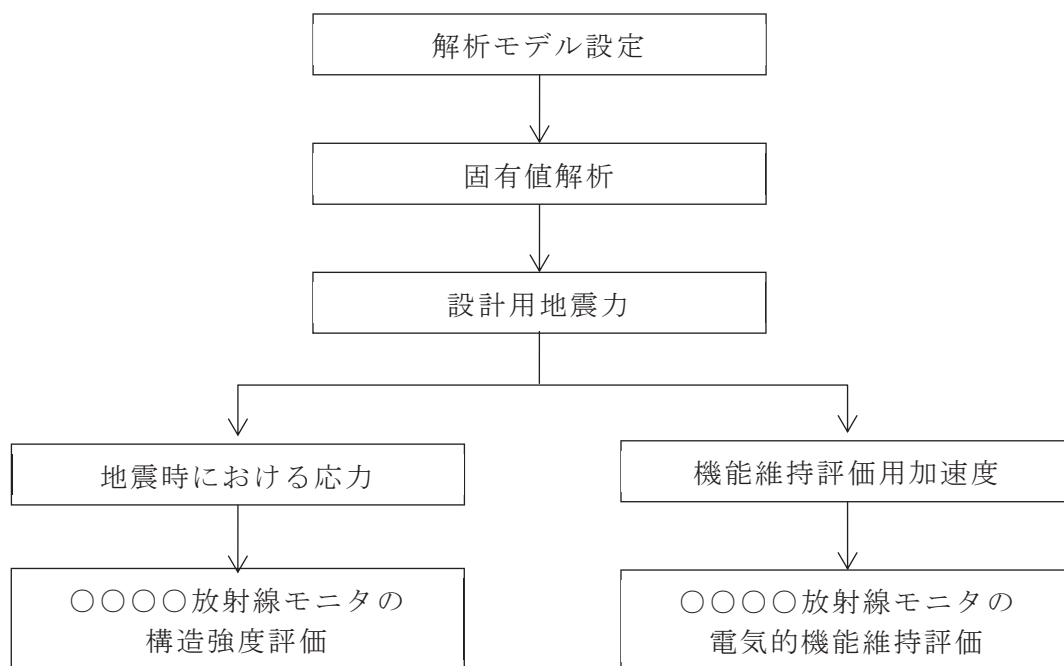 解析モデル設定
固有値解析
設計用地震力
地震時における応力
機能維持評価用加速度
○○○○放射線モニタの
構造強度評価
○○○○放射線モニタの
電気的機能維持評価